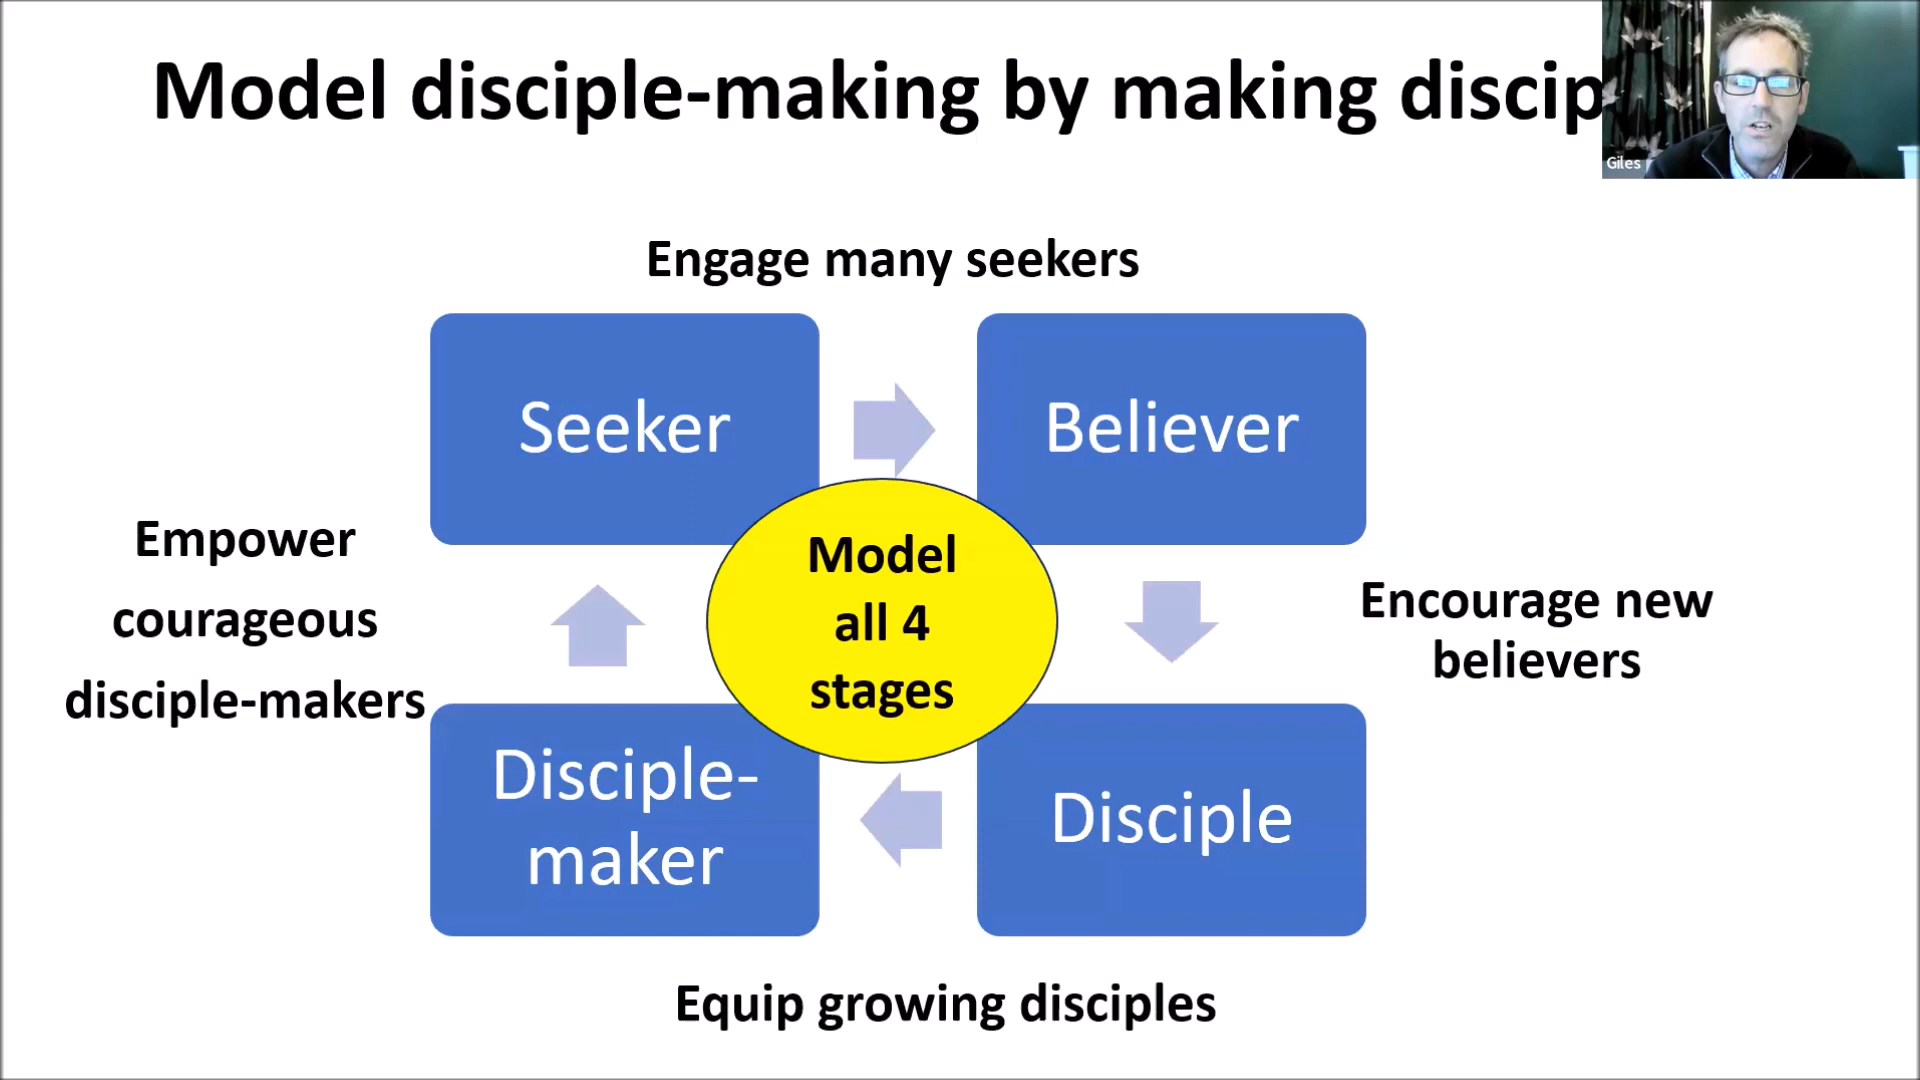 Model disciple-making by making discip
Giles
Engage many seekers
Seeker
Believer
Model
all 4
stages
Empower
courageous
disciple-makers
Encourage new
believers
Disciple-
maker
Disciple
Equip growing disciples